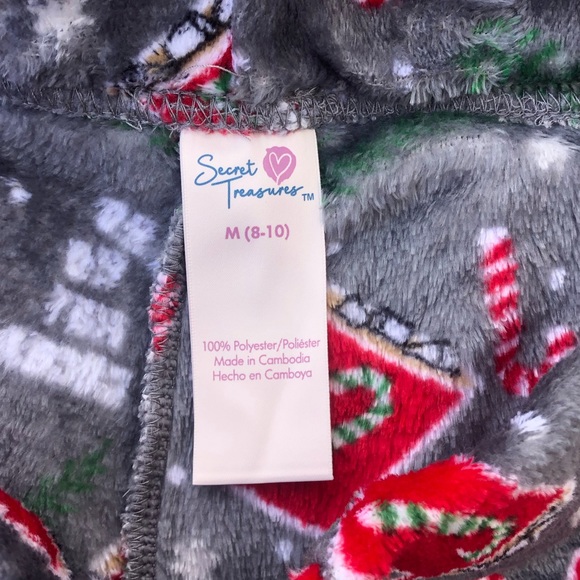 Secret
Treasures™
M (8-10)
100% Polyester/Poliéster
Made in Cambodia
Hecho en Camboya